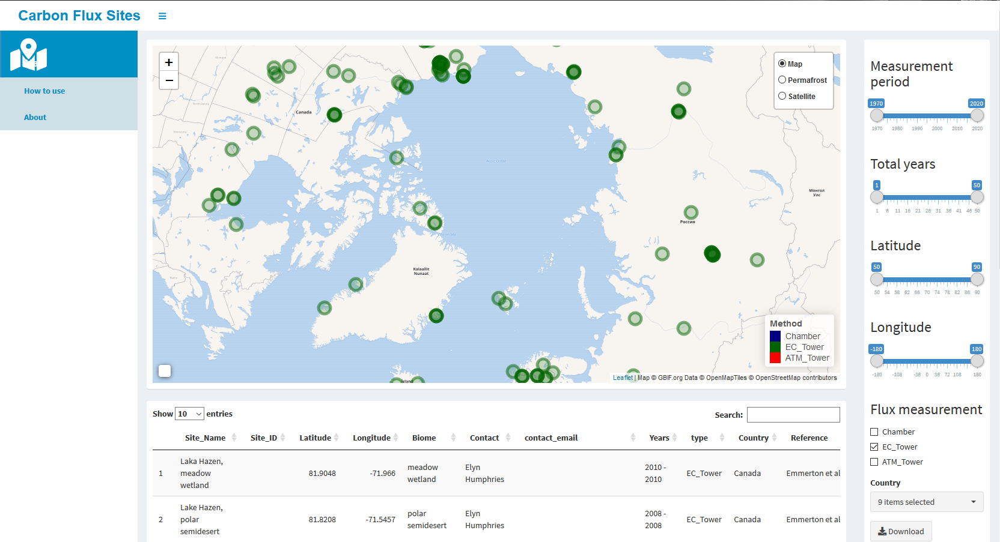 Carbon Flux Sites
How to use
About
+
−
Map
Permafrost
Satellite
North Dakota
Minnesota
Maine
Canada
Arctic Ocean
Монгол
Улс
Россия
Kalaallit
Nunaat
Ísland
Method
Chamber
EC_Tower
ATM_Tower
Leaflet | Map © GBIF.org Data © OpenMapTiles © OpenStreetMap contributors
Measurement
period
1970 2020
1970 1980 1990 2000 2010 2020
Total years
1 50
1 6 11 16 21 26 31 36 41 46 50
Latitude
50 90
50 54 58 62 66 70 74 78 82 86 90
Longitude
-180 180
-180 -108 -36 0 36 72 108 180
Flux measurement
Chamber
EC_Tower
ATM_Tower
Country
9 items selected
Download
Show 10 entries
Search:
Site_Name Site_ID Latitude Longitude Biome Contact contact_email Years type Country Reference
1 Laka Hazen, meadow wetland 81.9048 -71.966 meadow wetland Elyn Humphries 2010 - 2010 EC_Tower Canada Emmerton et al
2 Lake Hazen, polar semidesert 81.8208 -71.5457 polar semidesert Elyn Humphries 2008 - 2008 EC_Tower Canada Emmerton et al